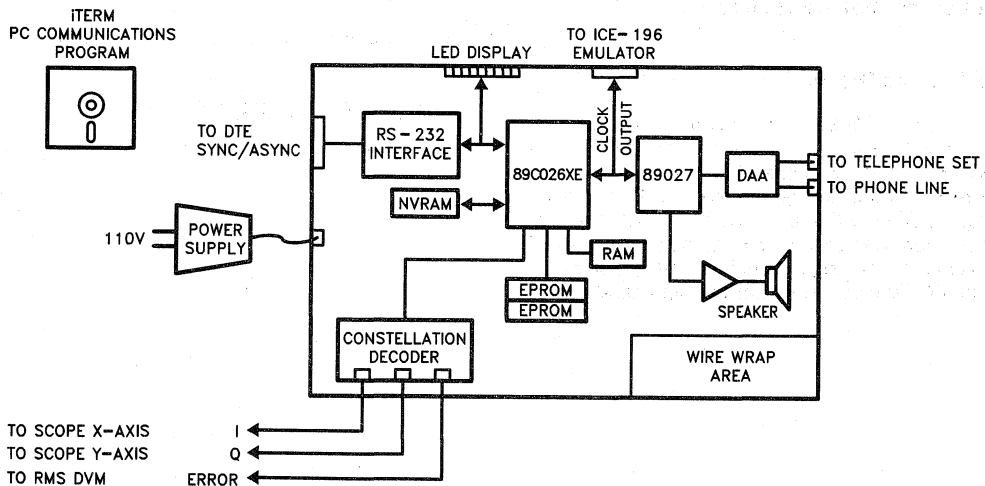 iTERM
PC COMMUNICATIONS
PROGRAM
LED DISPLAY
TO ICE-196
EMULATOR
TO DTE
SYNC/ASYNC
RS-232
INTERFACE
CLOCK
OUTPUT
89C026XE
89027
DAA
TO TELEPHONE SET
TO PHONE LINE
NVRAM
110V
POWER
SUPPLY
RAM
EPROM
EPROM
SPEAKER
CONSTELLATION
DECODER
WIRE WRAP
AREA
TO SCOPE X-AXIS I
TO SCOPE Y-AXIS Q
TO RMS DVM ERROR